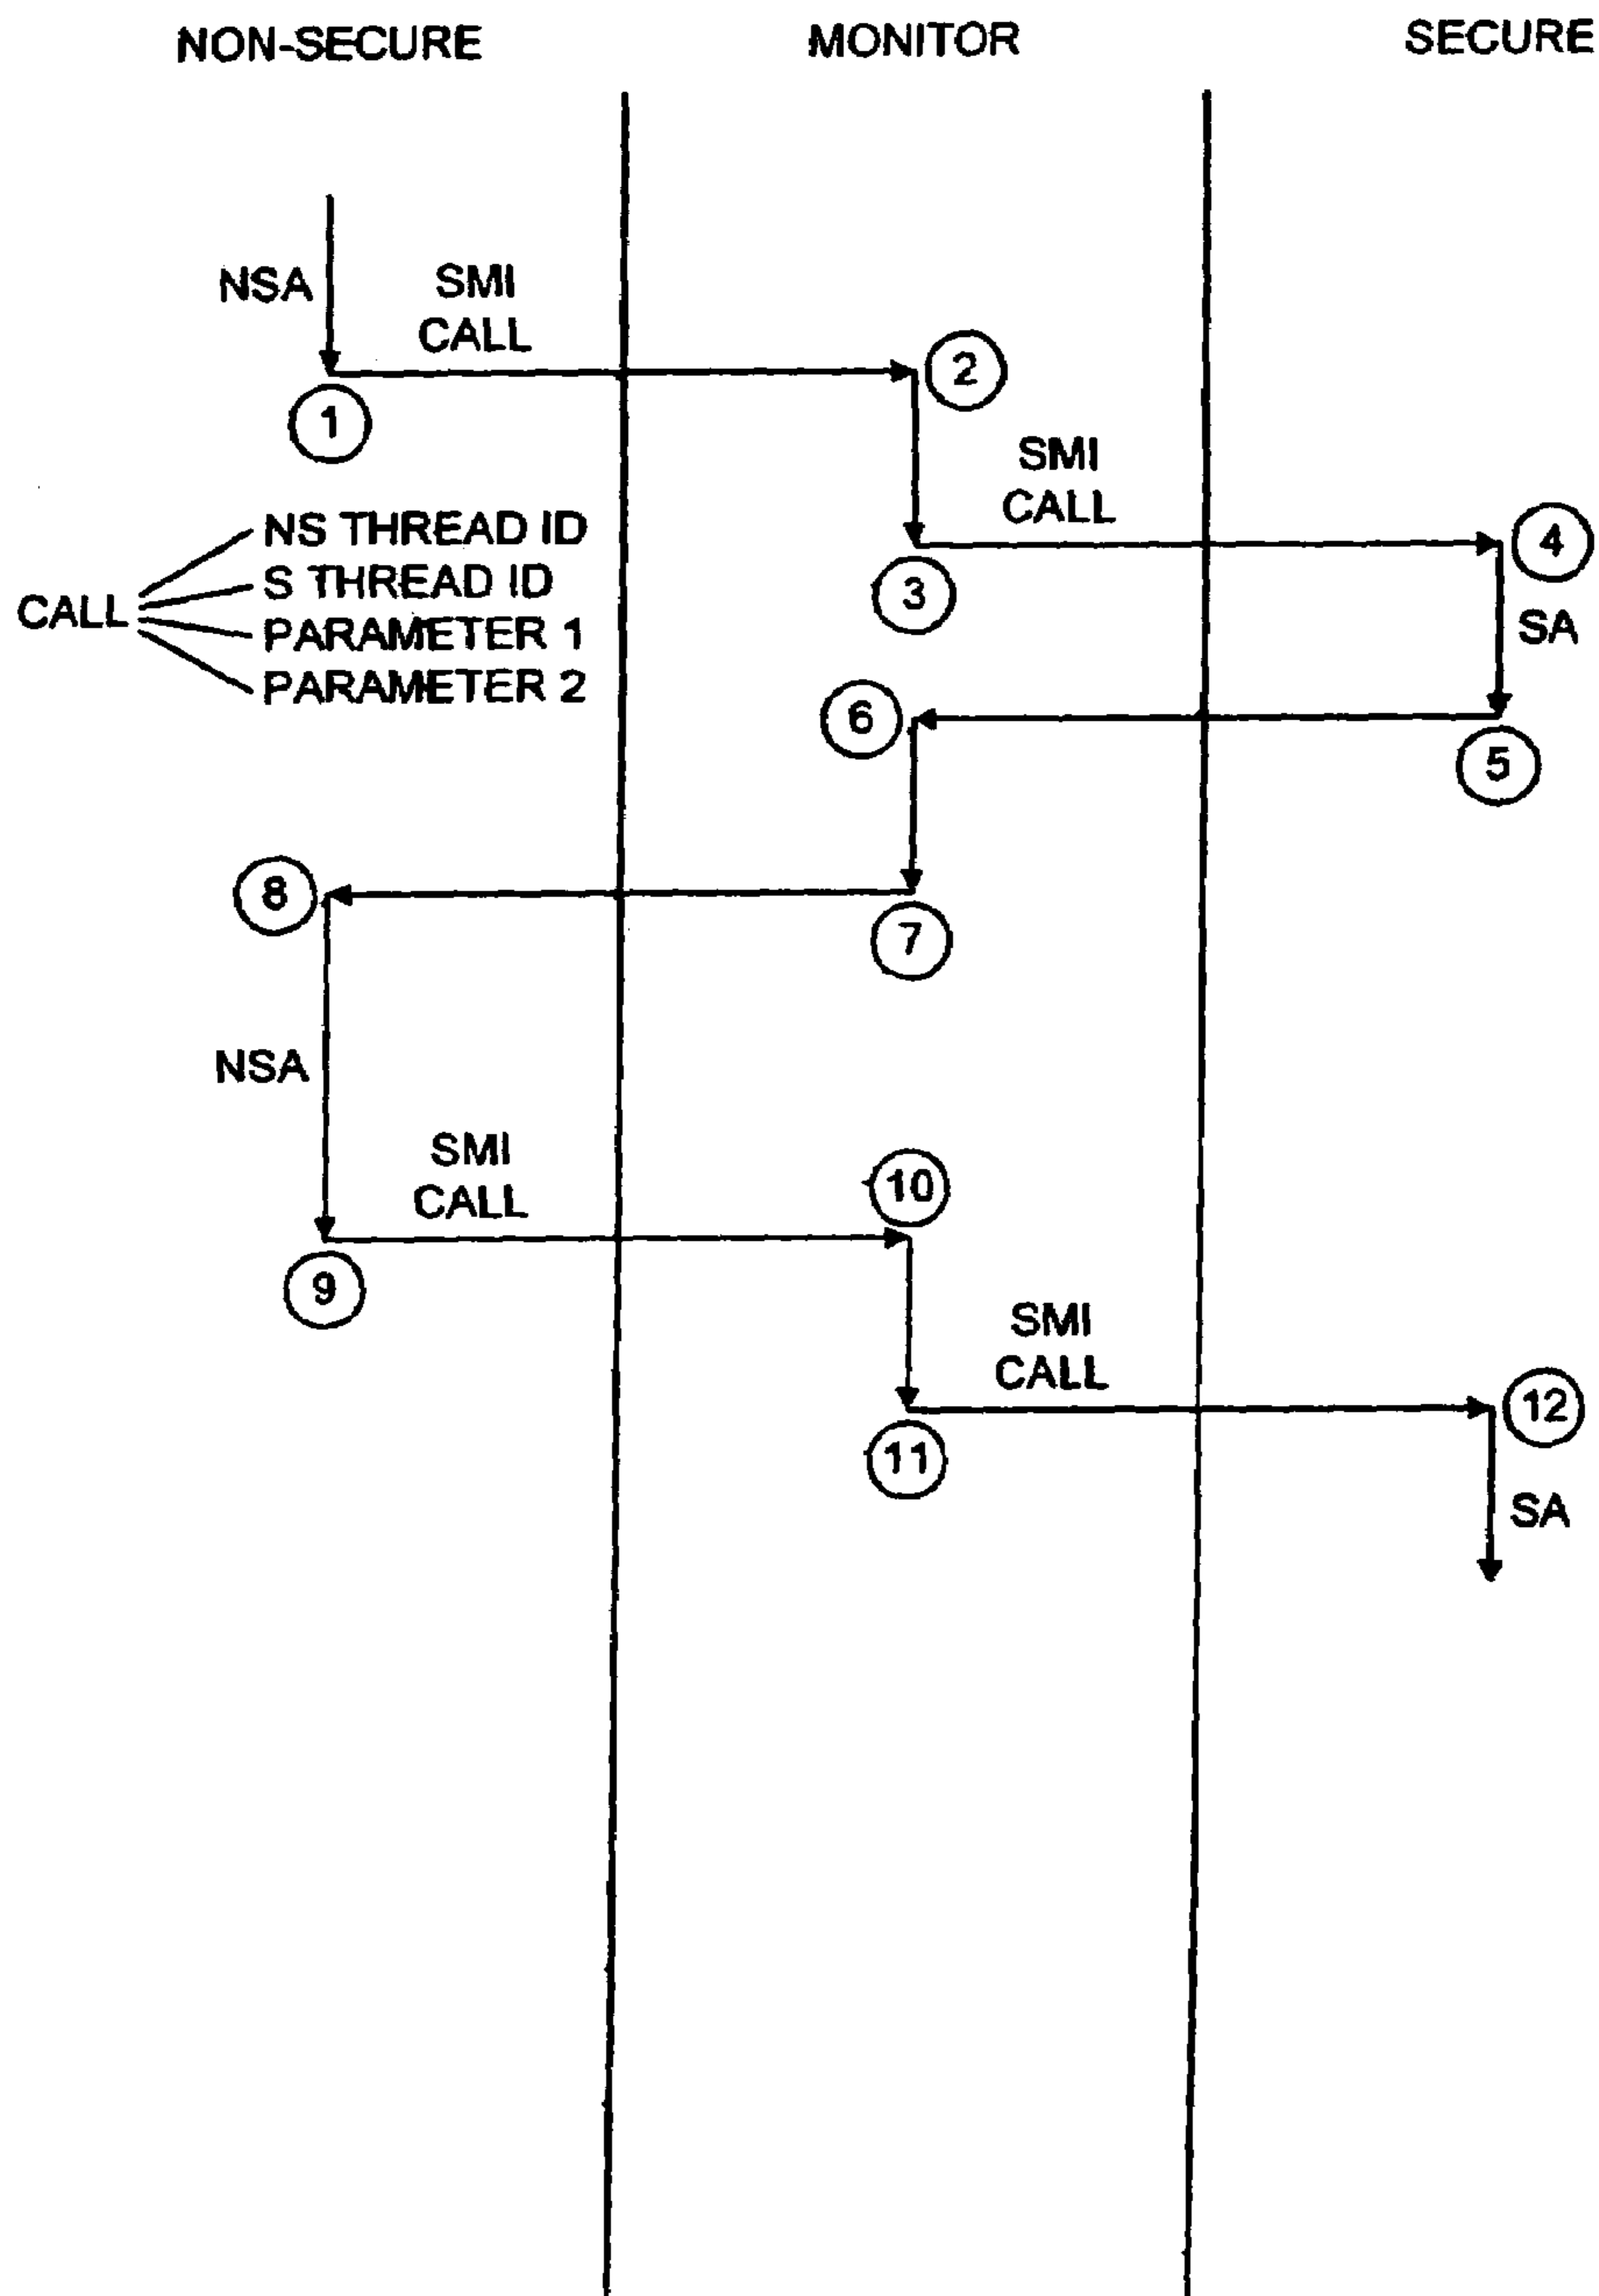 NON-SECURE
MONITOR
SECURE
NSA
SMI
CALL
2
1
SMI
CALL
4
NS THREAD ID
S THREAD ID
CALL
PARAMETER 1
PARAMETER 2
3
SA
6
5
8
7
NSA
SMI
CALL
10
9
SMI
CALL
12
11
SA